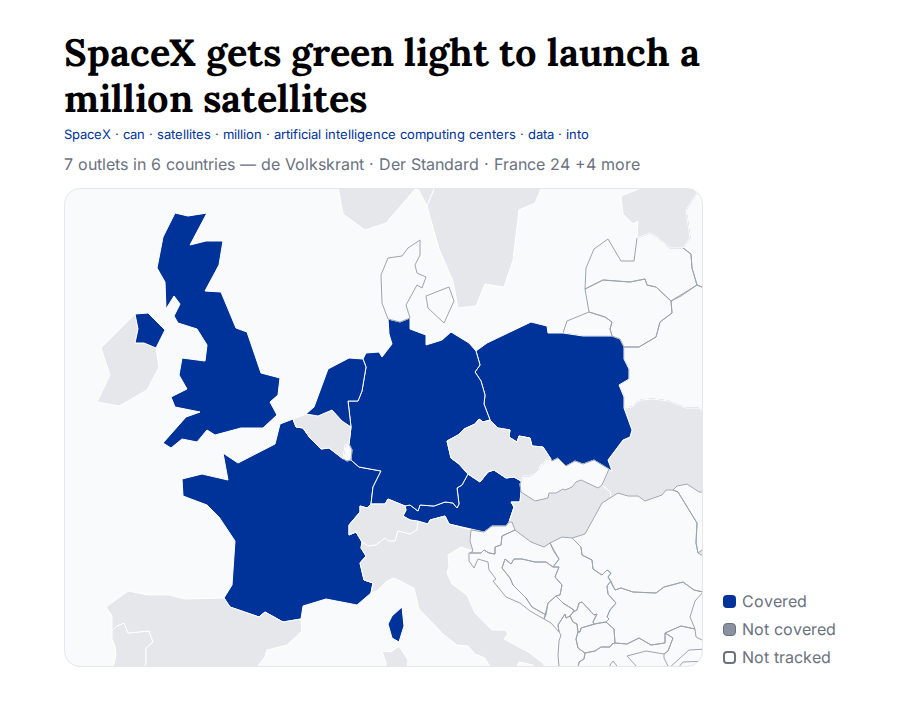 SpaceX gets green light to launch a
million satellites
SpaceX · can · satellites · million · artificial intelligence computing centers · data · into
7 outlets in 6 countries — de Volkskrant · Der Standard · France 24 +4 more
Covered
Not covered
Not tracked